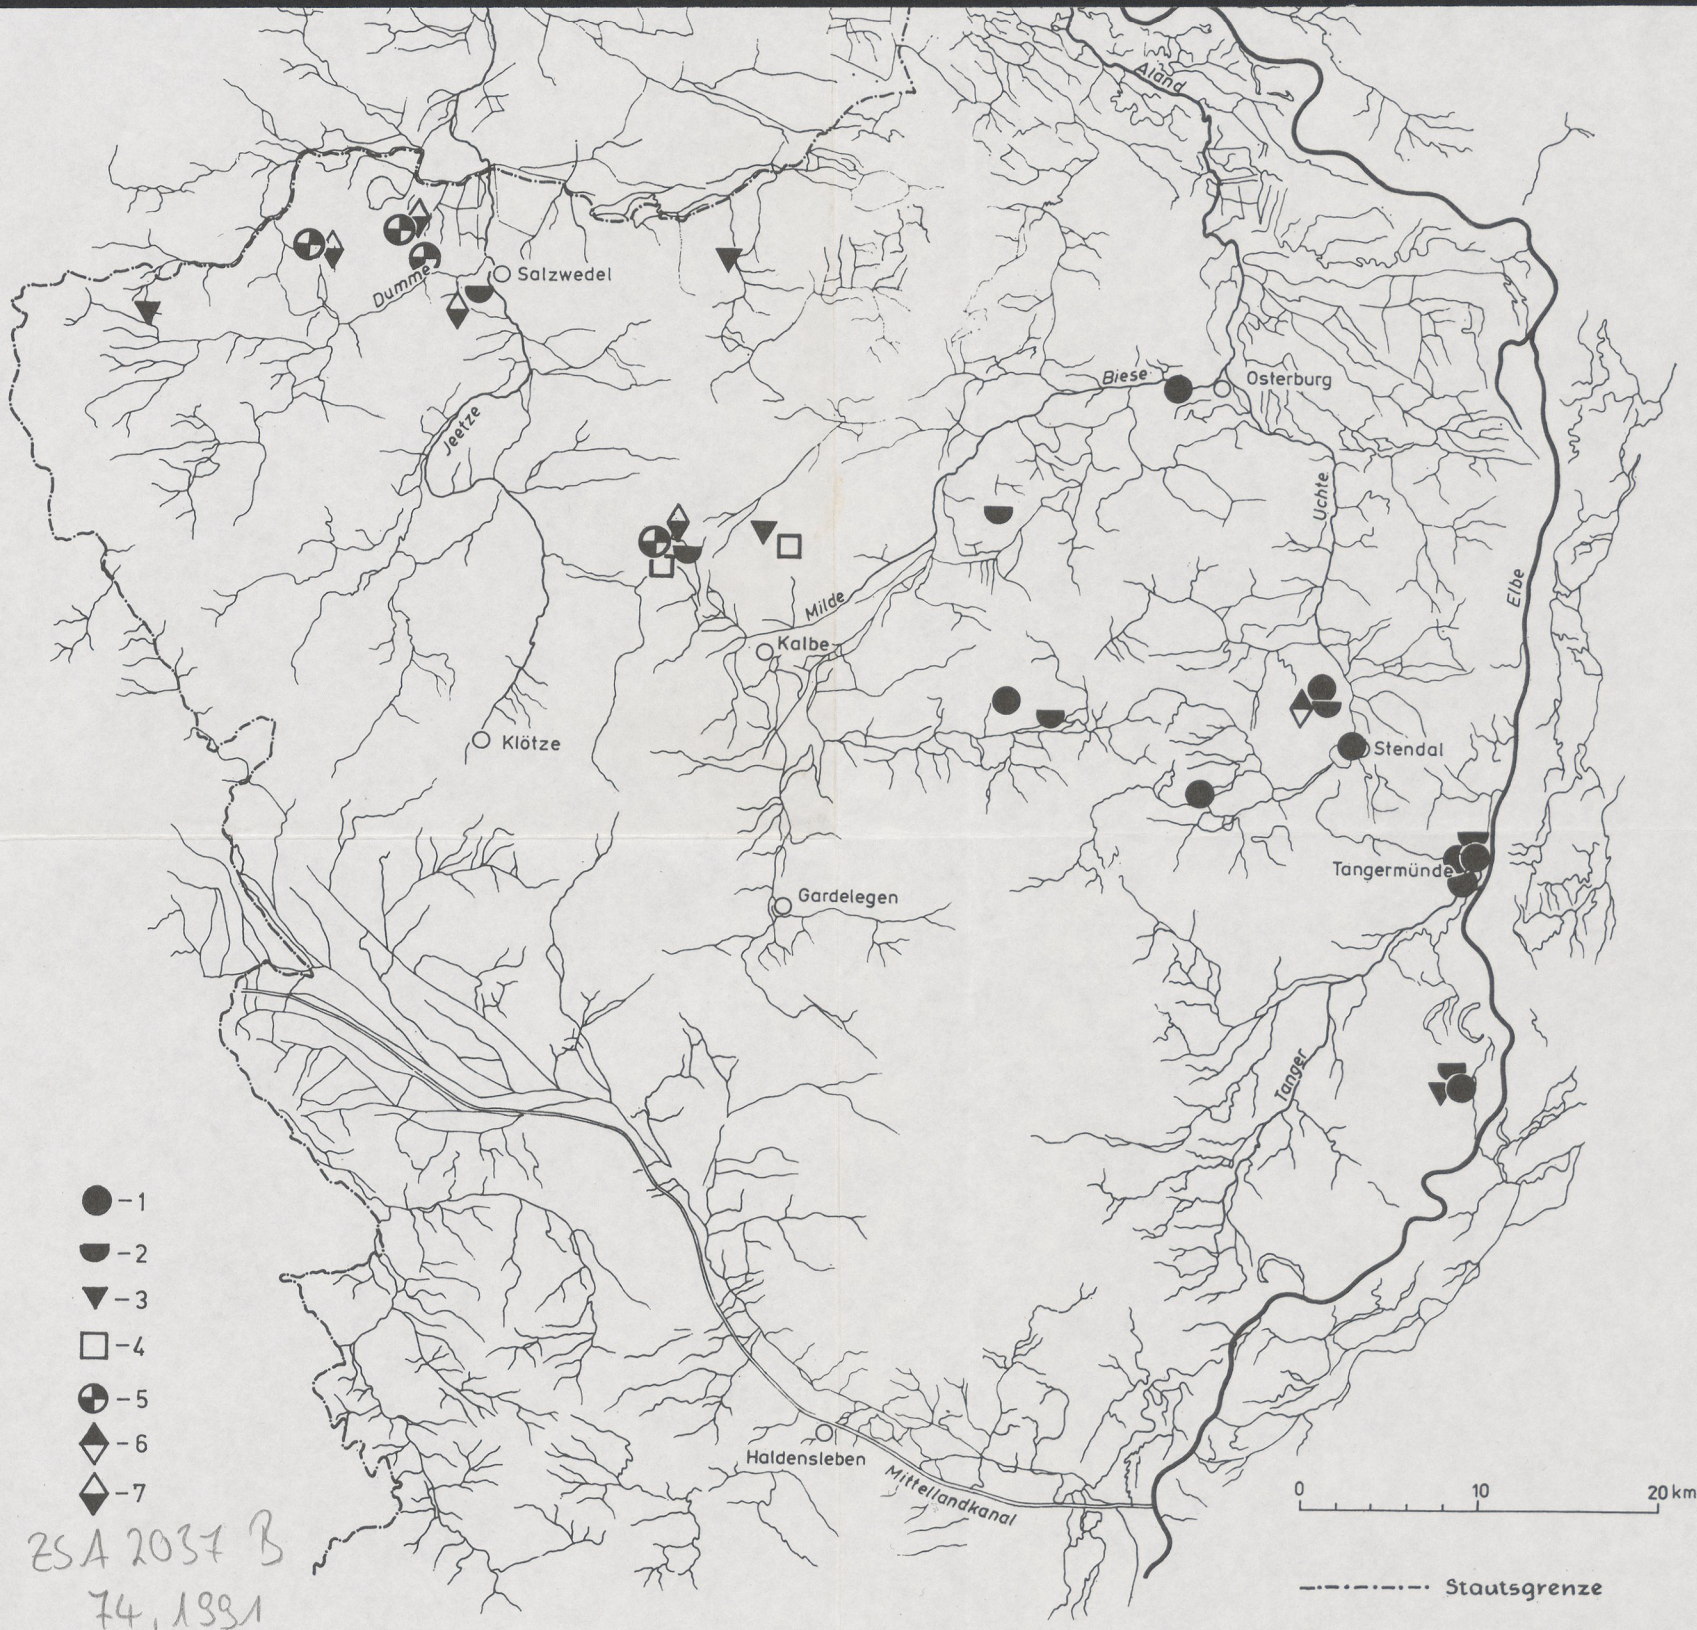 Aland
Salzwedel
Dumme
Biese
Osterburg
Jeetze
Uchte
Elbe
Milde
Kalbe
Klötze
Stendal
Tangermünde
Gardelegen
Tanger
-1
-2
-3
-4
-5
-6
-7
Haldensleben
Mittellandkanal
0 10 20 km
ZSA 2037 B
74, 1991
Stautsgrenze